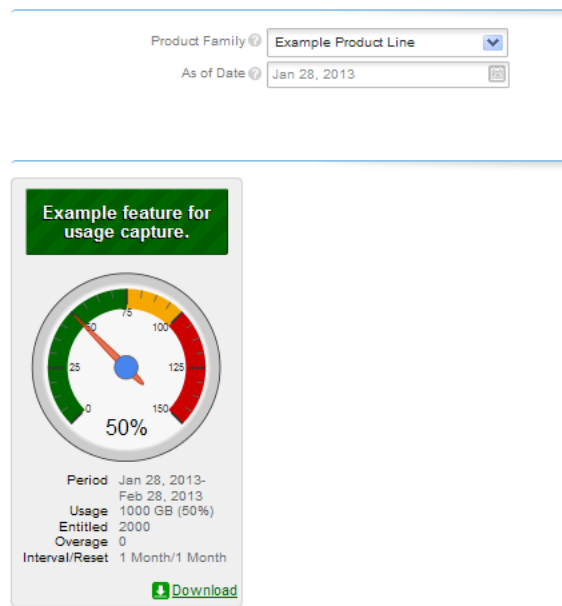 Product Family ? Example Product Line
As of Date ? Jan 28, 2013
Example feature for
usage capture.
75
50
100
25
125
0
150
50%
Period Jan 28, 2013-
Feb 28, 2013
Usage 1000 GB (50%)
Entitled 2000
Overage 0
Interval/Reset 1 Month/1 Month
Download